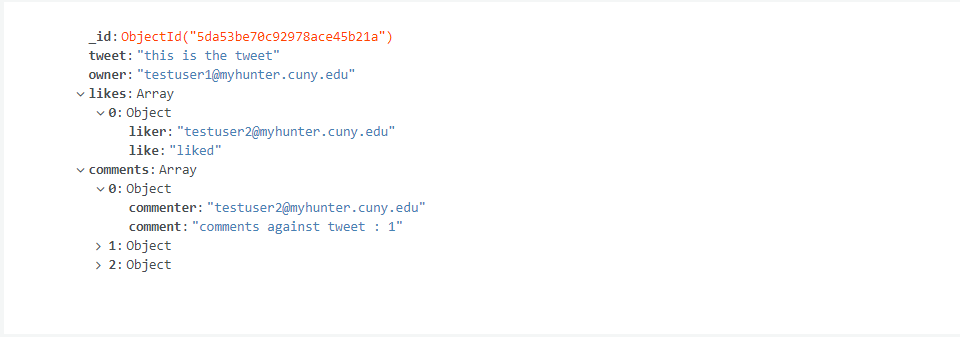 _id: ObjectId("5da53be70c92978ace45b21a")
tweet: "this is the tweet"
owner: "testuser1@myhunter.cuny.edu"
likes: Array
0: Object
liker: "testuser2@myhunter.cuny.edu"
like: "liked"
comments: Array
0: Object
commenter: "testuser2@myhunter.cuny.edu"
comment: "comments against tweet : 1"
1: Object
2: Object